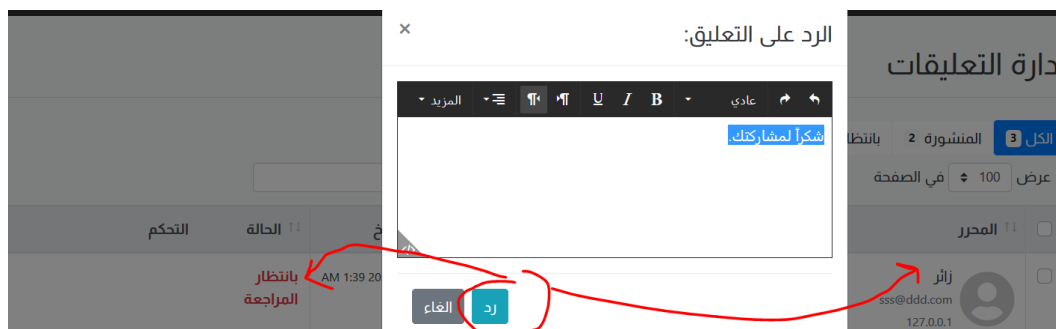 الرد على التعليق: ×
دارة التعليقات
عادي B I U المزيد
شكراً لمشاركتك.
الكل 3 المنشورة 2 بانتظا
عرض 100 في الصفحة
المحرر
الحالة
التحكم
زائر
sss@ddd.com
127.0.0.1
AM 1:39 20
بانتظار
المراجعة
رد الغاء